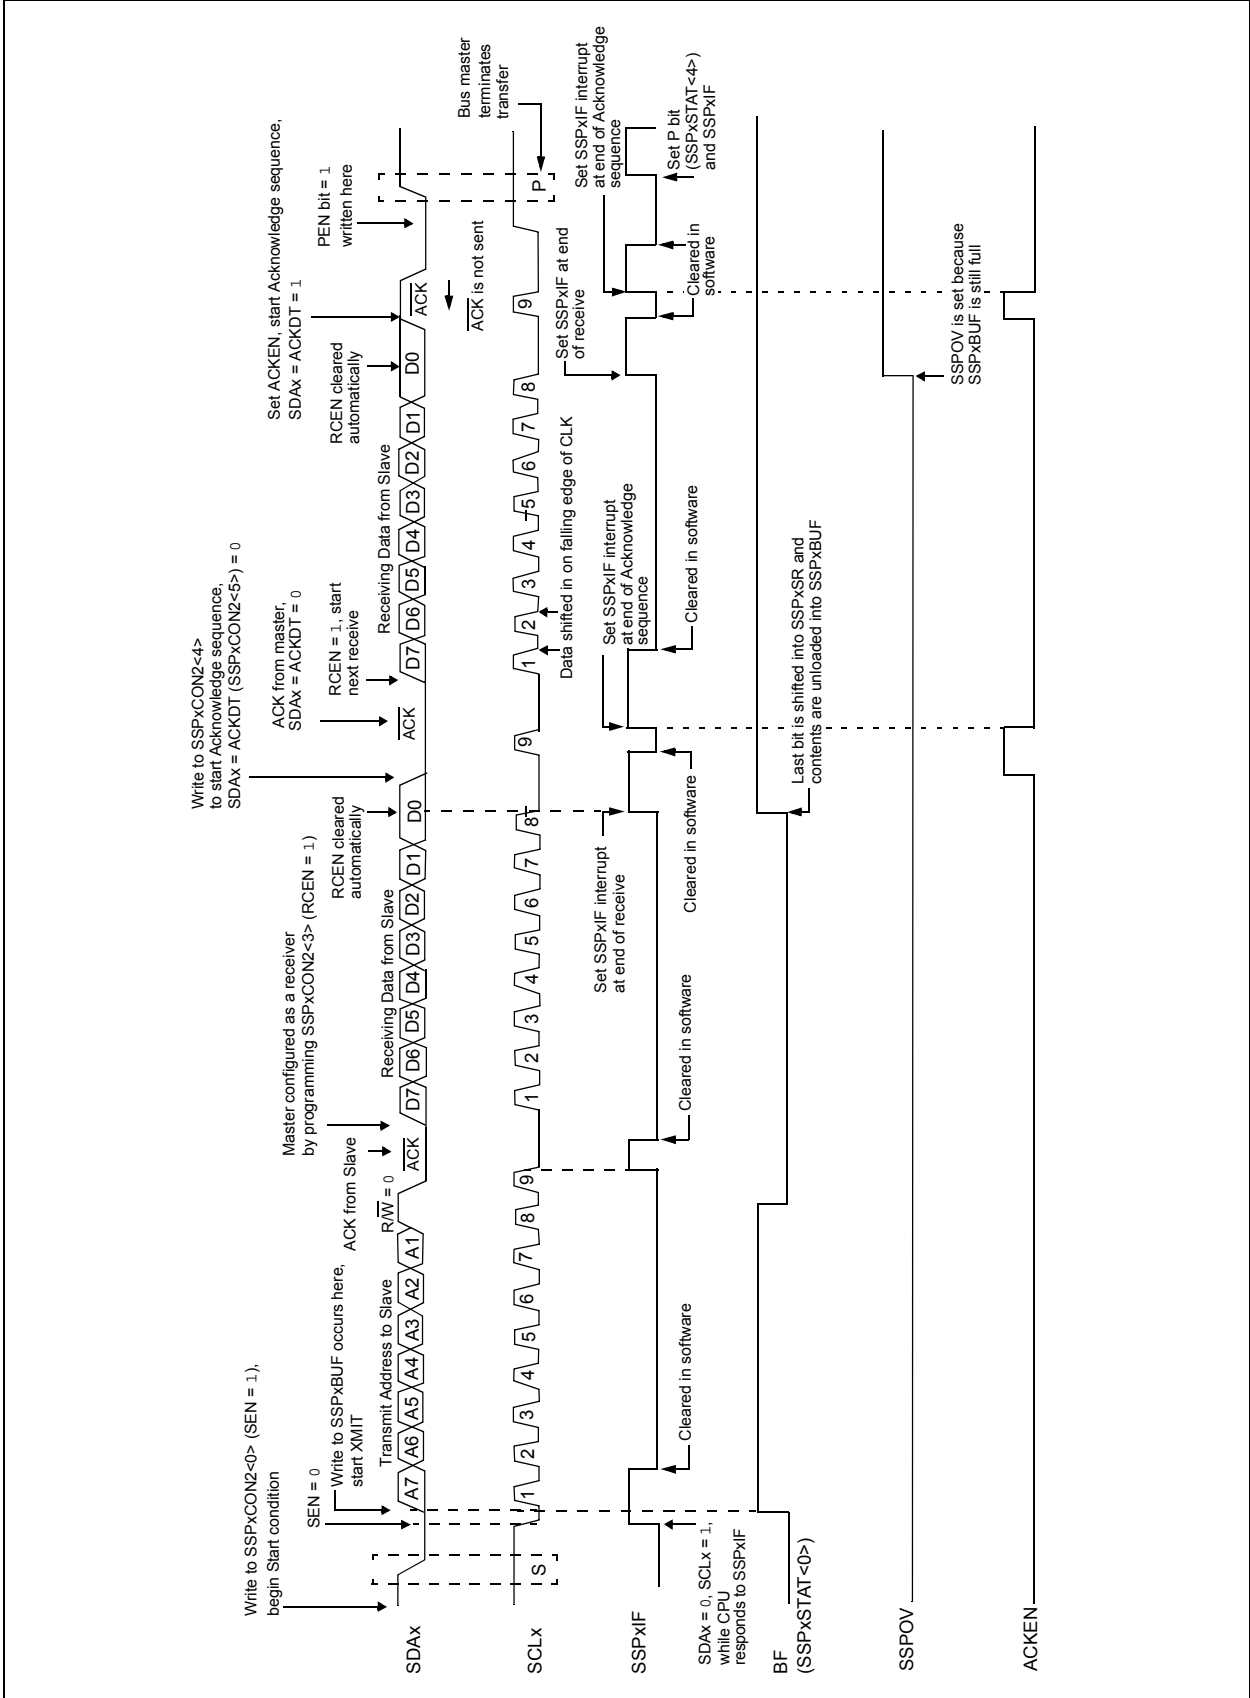 Write to SSPxCON2<0> (SEN = 1),
begin Start condition
SEN = 0
Write to SSPxBUF occurs here,
start XMIT
Transmit Address to Slave
R/W = 0
ACK from Slave
Master configured as a receiver
by programming SSPxCON2<3> (RCEN = 1)
Receiving Data from Slave
RCEN cleared
automatically
Write to SSPxCON2<4>
to start Acknowledge sequence,
SDAx = ACKDT (SSPxCON2<5>) = 0
ACK from master,
SDAx = ACKDT = 0
RCEN = 1, start
next receive
Receiving Data from Slave
RCEN cleared
automatically
Set ACKEN, start Acknowledge sequence,
SDAx = ACKDT = 1
PEN bit = 1
written here
Bus master
terminates
transfer
SDAx
A7 A6 A5 A4 A3 A2 A1
ACK
D7 D6 D5 D4 D3 D2 D1 D0
ACK
D7 D6 D5 D4 D3 D2 D1 D0
ACK
ACK is not sent
SCLx
S
1 2 3 4 5 6 7 8 9
1 2 3 4 5 6 7 8 9
1 2 3 4 5 6 7 8 9
P
Data shifted in on falling edge of CLK
Set SSPxIF interrupt
at end of receive
Set SSPxIF interrupt
at end of Acknowledge
sequence
Set SSPxIF at end
of receive
Set SSPxIF interrupt
at end of Acknowledge
sequence
SSPxIF
SDAx = 0, SCLx = 1,
while CPU
responds to SSPxIF
Cleared in software
Cleared in software
Cleared in software
Cleared in software
Cleared in
software
Set P bit
(SSPxSTAT<4>)
and SSPxIF
BF
(SSPxSTAT<0>)
Last bit is shifted into SSPxSR and
contents are unloaded into SSPxBUF
SSPOV
SSPOV is set because
SSPxBUF is still full
ACKEN